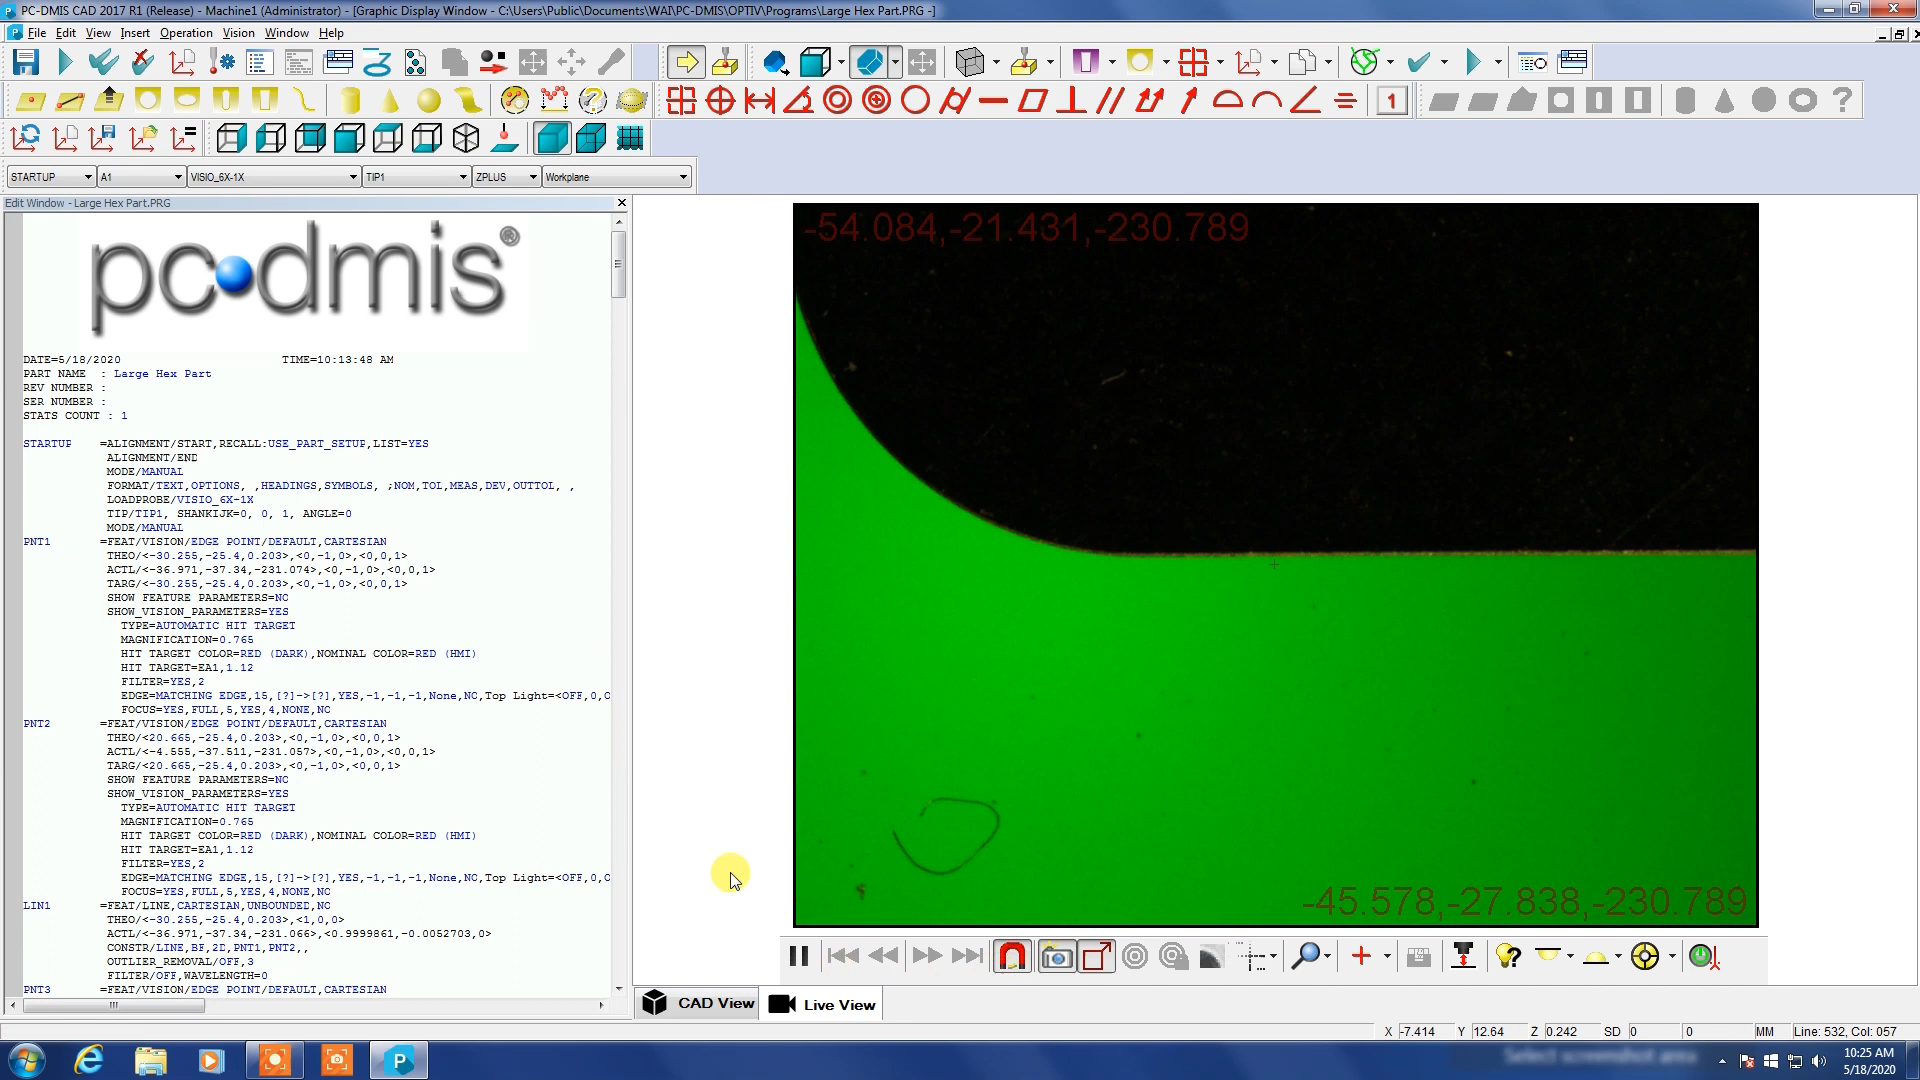 PC-DMIS CAD 2017 R1 (Release) - Machine1 (Administrator) - [Graphic Display Window - C:\Users\Public\Documents\WAI\PC-DMIS\OPTIV\Programs\Large Hex Part.PRG -]
File Edit View Insert Operation Vision Window Help
1
STARTUP A1 VISIO_6X-1X TIP1 ZPLUS Workplane
Edit Window - Large Hex Part.PRG
pc dmis®
DATE=5/18/2020 TIME=10:13:48 AM
PART NAME : Large Hex Part
REV NUMBER :
SER NUMBER :
STATS COUNT : 1
STARTUP =ALIGNMENT/START,RECALL:USE_PART_SETUP,LIST=YES
ALIGNMENT/END
MODE/MANUAL
FORMAT/TEXT,OPTIONS, ,HEADINGS,SYMBOLS, ;NOM,TOL,MEAS,DEV,OUTTOL, ,
LOADPROBE/VISIO_6X-1X
TIP/TIP1, SHANKIJK=0, 0, 1, ANGLE=0
MODE/MANUAL
PNT1 =FEAT/VISION/EDGE POINT/DEFAULT,CARTESIAN
THEO/<-30.255,-25.4,0.203>,<0,-1,0>,<0,0,1>
ACTL/<-36.971,-37.34,-231.074>,<0,-1,0>,<0,0,1>
TARG/<-30.255,-25.4,0.203>,<0,-1,0>,<0,0,1>
SHOW FEATURE PARAMETERS=NO
SHOW_VISION_PARAMETERS=YES
TYPE=AUTOMATIC HIT TARGET
MAGNIFICATION=0.765
HIT TARGET COLOR=RED (DARK),NOMINAL COLOR=RED (HMI)
HIT TARGET=EA1,1.12
FILTER=YES,2
EDGE=MATCHING EDGE,15,[?]->[?],YES,-1,-1,-1,None,NO,Top Light=<OFF,0,C
FOCUS=YES,FULL,5,YES,4,NONE,NO
PNT2 =FEAT/VISION/EDGE POINT/DEFAULT,CARTESIAN
THEO/<20.665,-25.4,0.203>,<0,-1,0>,<0,0,1>
ACTL/<-4.555,-37.511,-231.057>,<0,-1,0>,<0,0,1>
TARG/<20.665,-25.4,0.203>,<0,-1,0>,<0,0,1>
SHOW FEATURE PARAMETERS=NO
SHOW_VISION_PARAMETERS=YES
TYPE=AUTOMATIC HIT TARGET
MAGNIFICATION=0.765
HIT TARGET COLOR=RED (DARK),NOMINAL COLOR=RED (HMI)
HIT TARGET=EA1,1.12
FILTER=YES,2
EDGE=MATCHING EDGE,15,[?]->[?],YES,-1,-1,-1,None,NO,Top Light=<OFF,0,C
FOCUS=YES,FULL,5,YES,4,NONE,NO
LIN1 =FEAT/LINE,CARTESIAN,UNBOUNDED,NO
THEO/<-30.255,-25.4,0.203>,<1,0,0>
ACTL/<-36.971,-37.34,-231.066>,<0.9999861,-0.0052703,0>
CONSTR/LINE,BF,2D,PNT1,PNT2,,
OUTLIER_REMOVAL/OFF,3
FILTER/OFF,WAVELENGTH=0
PNT3 =FEAT/VISION/EDGE POINT/DEFAULT,CARTESIAN
-54.084,-21.431,-230.789
-45.578,-27.838,-230.789
CAD View Live View
X -7.414 Y 12.64 Z 0.242 SD 0 0 MM Line: 532, Col: 057
Select screenshot area
10:25 AM
5/18/2020